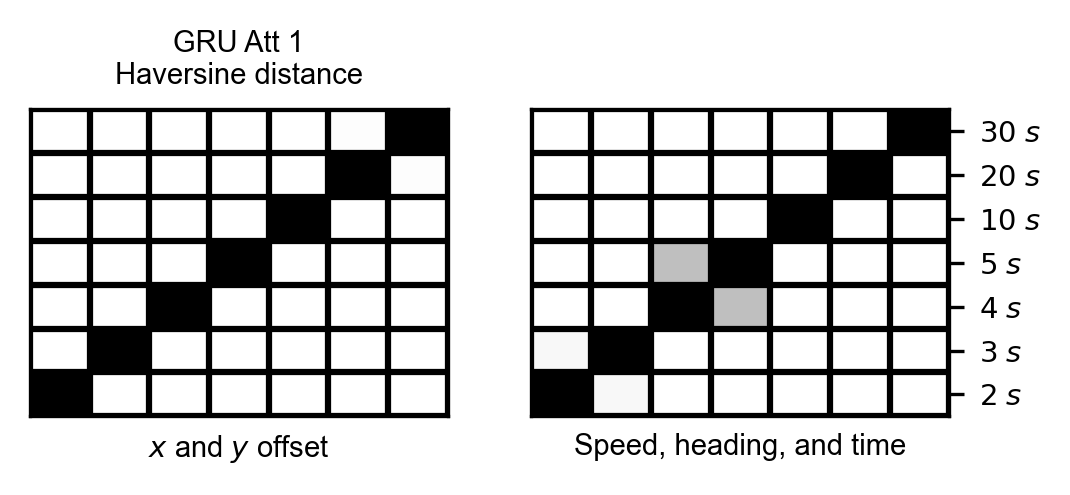 GRU Att 1
Haversine distance
30 s
20 s
10 s
5 s
4 s
3 s
2 s
x and y offset
Speed, heading, and time